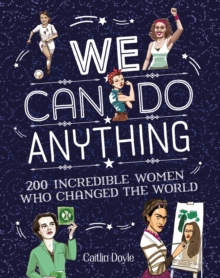 WE
CAN DO
ANYTHING
200 INCREDIBLE WOMEN
WHO CHANGED THE WORLD
Caitlin Doyle